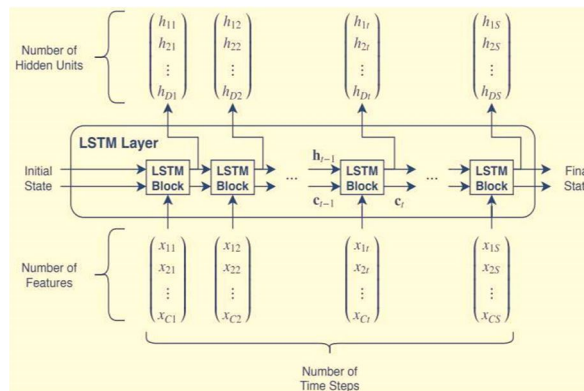 Number of
Hidden Units
h11 h12 h1t h1S
h21 h22 h2t h2S
⋮ ⋮ ⋮ ⋮
hD1 hD2 hDt hDS
LSTM Layer
Initial
State
LSTM
Block
LSTM
Block
...
ht−1
ct−1
LSTM
Block
ct
...
LSTM
Block
Final
State
Number of
Features
x11 x12 x1t x1S
x21 x22 x2t x2S
⋮ ⋮ ⋮ ⋮
xC1 xC2 xCt xCS
Number of
Time Steps